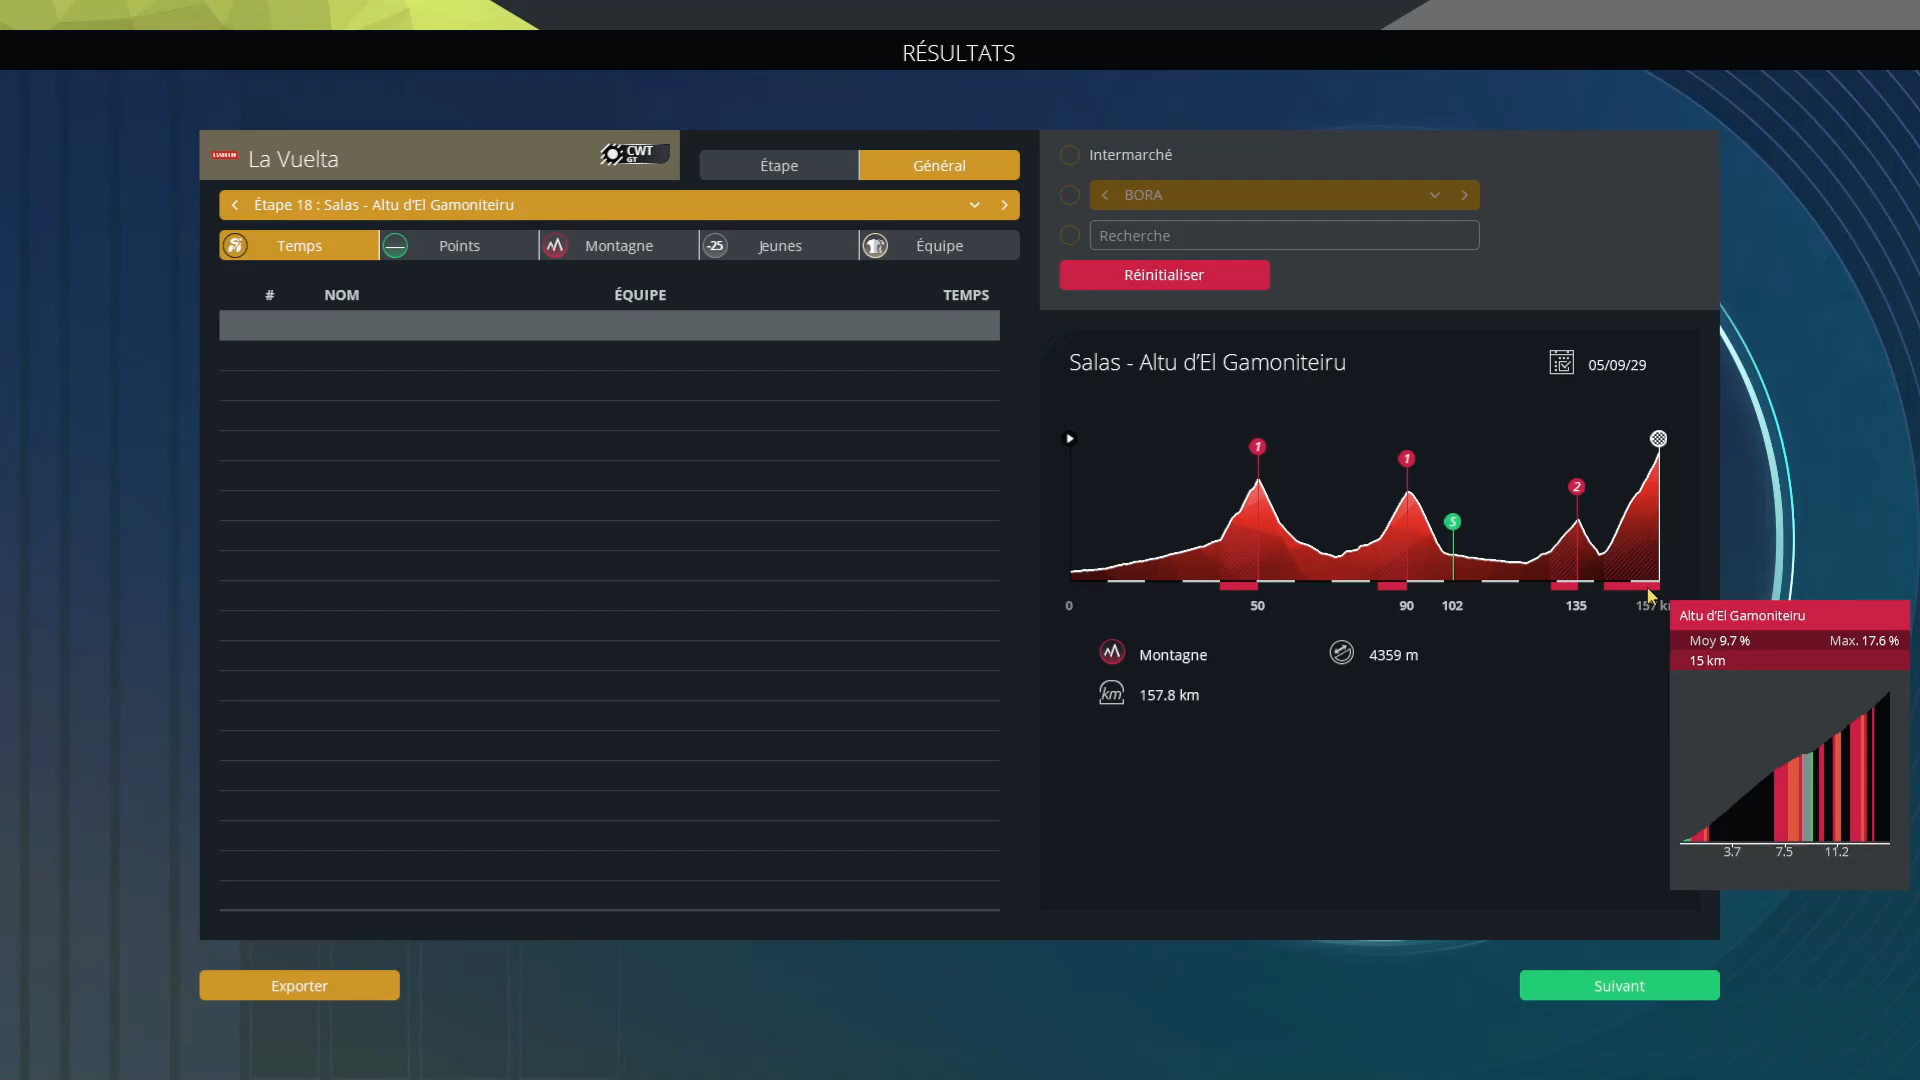 RÉSULTATS
La Vuelta
CWT
GT
Étape
Général
Étape 18 : Salas - Altu d'El Gamoniteiru
Temps
Points
Montagne
-25
Jeunes
Équipe
# NOM ÉQUIPE TEMPS
Intermarché
BORA
Recherche
Réinitialiser
Salas - Altu d'El Gamoniteiru
05/09/29
1
1
2
S
0 50 90 102 135 157 k
Montagne
4359 m
km 157.8 km
Altu d'El Gamoniteiru
Moy 9.7 % Max. 17.6 %
15 km
3.7 7.5 11.2
Exporter
Suivant